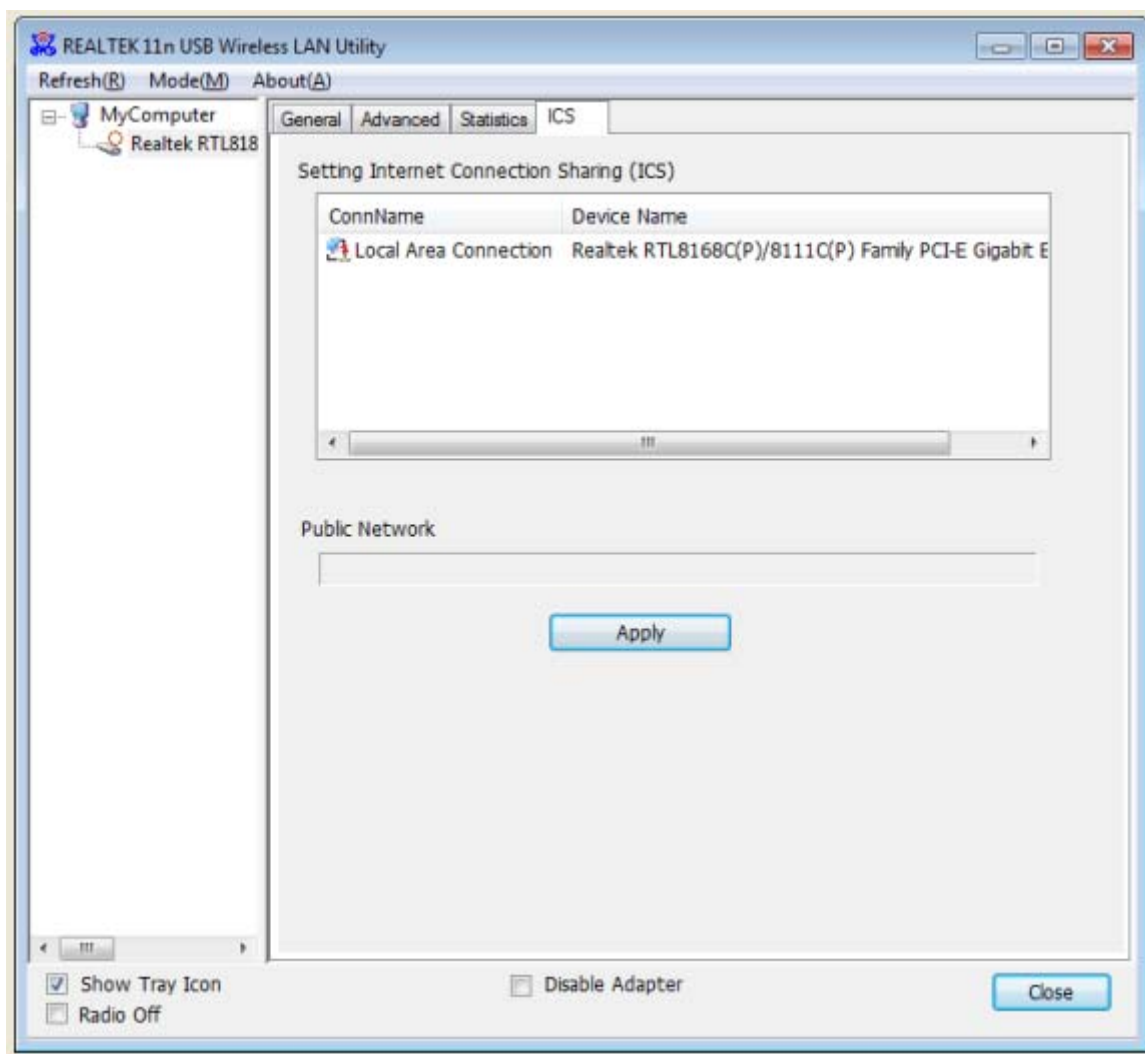 REALTEK 11n USB Wireless LAN Utility
Refresh(R) Mode(M) About(A)
MyComputer
Realtek RTL818
General Advanced Statistics ICS
Setting Internet Connection Sharing (ICS)
ConnName Device Name
Local Area Connection Realtek RTL8168C(P)/8111C(P) Family PCI-E Gigabit E
Public Network
Apply
Show Tray Icon
Radio Off
Disable Adapter
Close